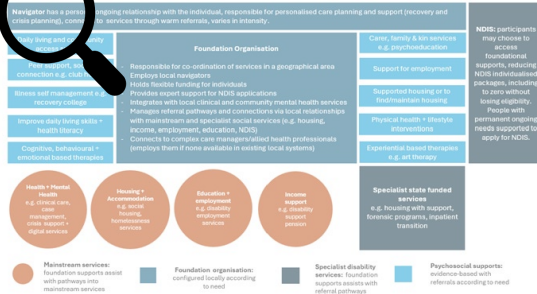 Navigator has a personal ongoing relationship with the individual, responsible for personalised care planning and support (recovery and
crisis planning), connection to services through warm referrals, varies in intensity.
Daily living and community
access
Peer support, social
connection e.g. club
Illness self management e.g.
recovery college
Improve daily living skills +
health literacy
Cognitive, behavioural +
emotional based therapies
Foundation Organisation
Responsible for co-ordination of services in a geographical area
Employs local navigators
Holds flexible funding for individuals
Provides expert support for NDIS applications
Integrates with local clinical and community mental health services
Manages referral pathways and connections via local relationships
with mainstream and specialist social services (e.g. housing,
income, employment, education, NDIS)
Connects to complex care managers/allied health professionals
(employs them if none available in existing local systems)
Carer, family & kin services
e.g. psychoeducation
Support for employment
Supported housing or to
find/maintain housing
Physical health + lifestyle
interventions
Experiential based therapies
e.g. art therapy
NDIS: participants
may choose to
access
foundational
supports, reducing
NDIS individualised
packages, including
to zero without
losing eligibility.
People with
permanent ongoing
needs supported to
apply for NDIS.
Health + Mental
Health
e.g. clinical care,
case
management,
crisis support +
digital services
Housing +
Accommodation
e.g. social
housing,
homelessness
services
Education +
employment
e.g. disability
employment
services
Income
support
e.g. disability
support
pension
Specialist state funded
services
e.g. housing with support,
forensic programs, inpatient
transition
Mainstream services:
foundation supports assist
with pathways into
mainstream services
Foundation organisation:
configured locally according
to need
Specialist disability
services: foundation
supports assists with
referral pathways
Psychosocial supports:
evidence-based with
referrals according to need